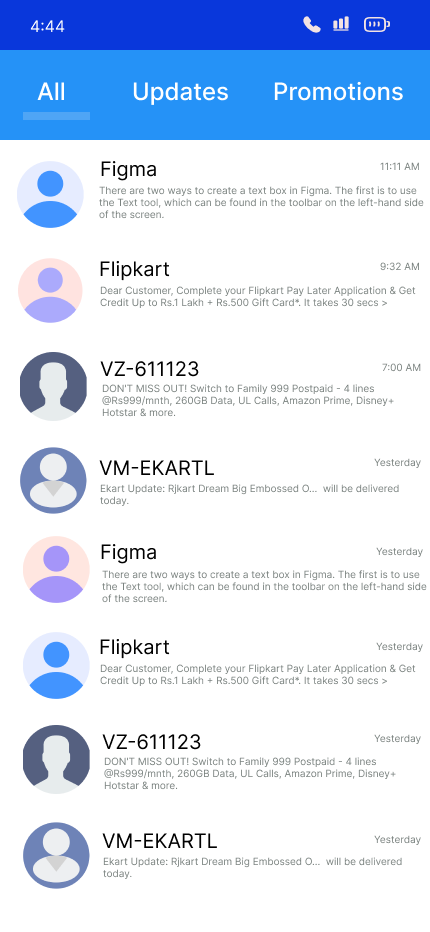 4:44
All Updates Promotions
Figma 11:11 AM
There are two ways to create a text box in Figma. The first is to use
the Text tool, which can be found in the toolbar on the left-hand side
of the screen.
Flipkart 9:32 AM
Dear Customer, Complete your Flipkart Pay Later Application & Get
Credit Up to Rs.1 Lakh + Rs.500 Gift Card*. It takes 30 secs >
VZ-611123 7:00 AM
DON'T MISS OUT! Switch to Family 999 Postpaid - 4 lines
@Rs999/mnth, 260GB Data, UL Calls, Amazon Prime, Disney+
Hotstar & more.
VM-EKARTL Yesterday
Ekart Update: Rjkart Dream Big Embossed O... will be delivered
today.
Figma Yesterday
There are two ways to create a text box in Figma. The first is to use
the Text tool, which can be found in the toolbar on the left-hand side
of the screen.
Flipkart Yesterday
Dear Customer, Complete your Flipkart Pay Later Application & Get
Credit Up to Rs.1 Lakh + Rs.500 Gift Card*. It takes 30 secs >
VZ-611123 Yesterday
DON'T MISS OUT! Switch to Family 999 Postpaid - 4 lines
@Rs999/mnth, 260GB Data, UL Calls, Amazon Prime, Disney+
Hotstar & more.
VM-EKARTL Yesterday
Ekart Update: Rjkart Dream Big Embossed O... will be delivered
today.